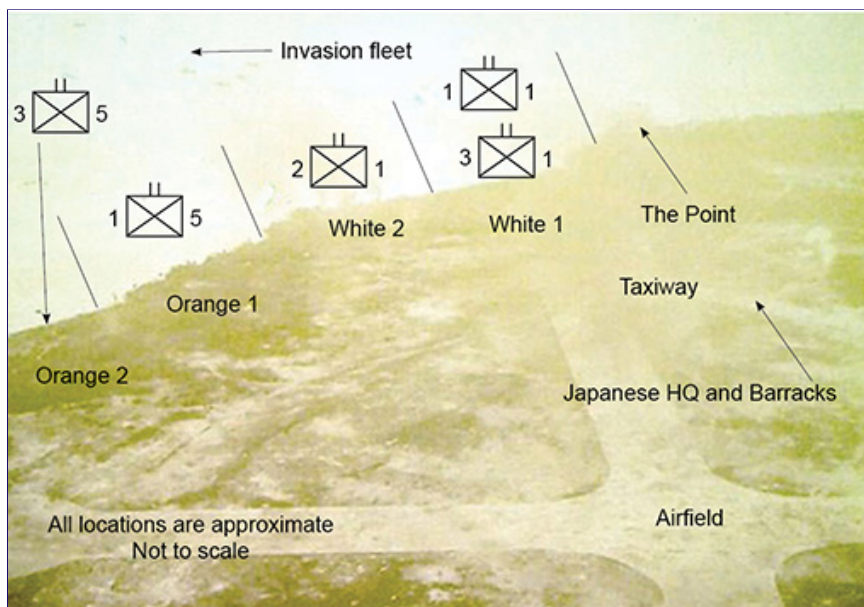 Invasion fleet
1 1
3 5
3 1
2 1
1 5
The Point
White 2
White 1
Taxiway
Orange 1
Orange 2
Japanese HQ and Barracks
All locations are approximate
Not to scale
Airfield